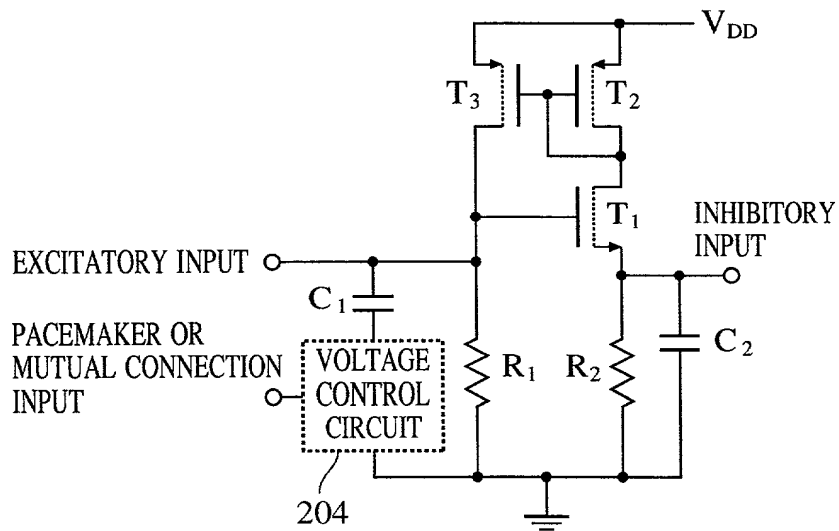 V_DD
T₃
T₂
T₁
INHIBITORY
INPUT
EXCITATORY INPUT
C₁
PACEMAKER OR
MUTUAL CONNECTION
INPUT
VOLTAGE
CONTROL
CIRCUIT
R₁
R₂
C₂
204